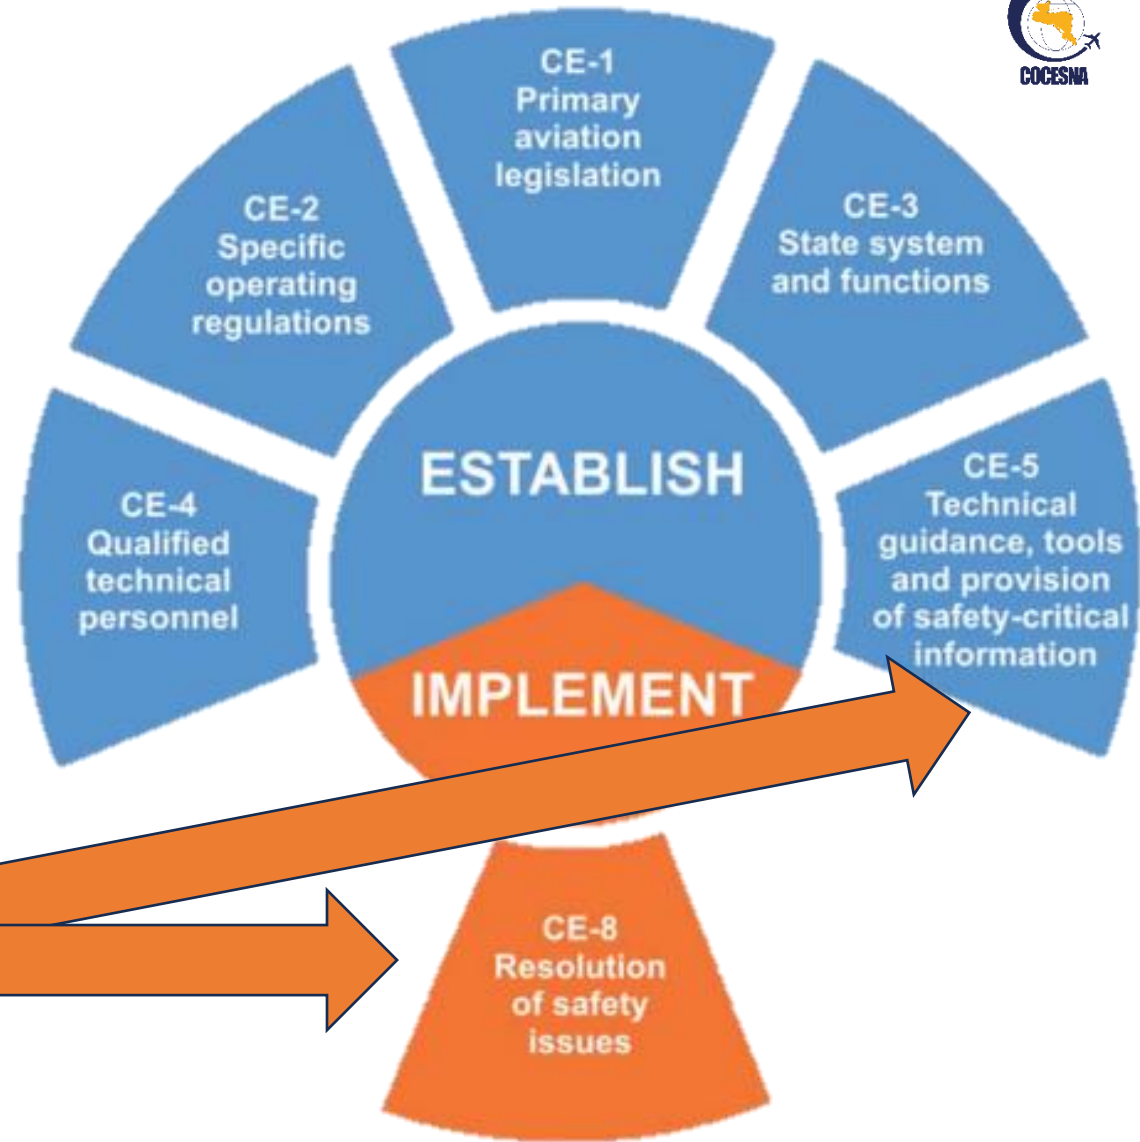 COCESNA
CE-1
Primary
aviation
legislation
CE-2
Specific
operating
regulations
CE-3
State system
and functions
CE-4
Qualified
technical
personnel
ESTABLISH
CE-5
Technical
guidance, tools
and provision
of safety-critical
information
IMPLEMENT
CE-8
Resolution
of safety
issues